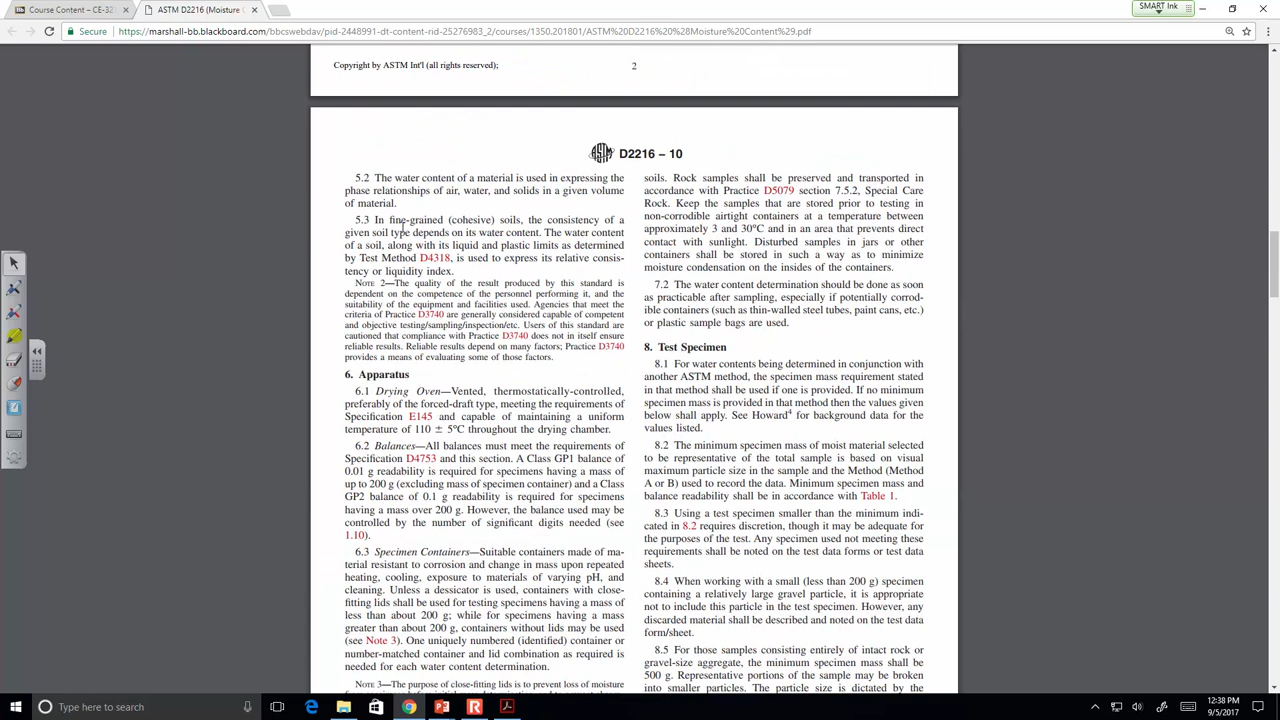 Course Content – CE-32
ASTM D2216 (Moisture C
SMART Ink
Secure
https://marshall-bb.blackboard.com/bbcswebdav/pid-2448991-dt-content-rid-25276983_2/courses/1350.201801/ASTM%20D2216%20%28Moisture%20Content%29.pdf
Copyright by ASTM Int'l (all rights reserved);
2
ASTM
D2216 – 10
5.2 The water content of a material is used in expressing the
phase relationships of air, water, and solids in a given volume
of material.
5.3 In fine-grained (cohesive) soils, the consistency of a
given soil type depends on its water content. The water content
of a soil, along with its liquid and plastic limits as determined
by Test Method D4318, is used to express its relative consis-
tency or liquidity index.
NOTE 2—The quality of the result produced by this standard is
dependent on the competence of the personnel performing it, and the
suitability of the equipment and facilities used. Agencies that meet the
criteria of Practice D3740 are generally considered capable of competent
and objective testing/sampling/inspection/etc. Users of this standard are
cautioned that compliance with Practice D3740 does not in itself ensure
reliable results. Reliable results depend on many factors; Practice D3740
provides a means of evaluating some of those factors.
6. Apparatus
6.1 Drying Oven—Vented, thermostatically-controlled,
preferably of the forced-draft type, meeting the requirements of
Specification E145 and capable of maintaining a uniform
temperature of 110 ± 5°C throughout the drying chamber.
6.2 Balances—All balances must meet the requirements of
Specification D4753 and this section. A Class GP1 balance of
0.01 g readability is required for specimens having a mass of
up to 200 g (excluding mass of specimen container) and a Class
GP2 balance of 0.1 g readability is required for specimens
having a mass over 200 g. However, the balance used may be
controlled by the number of significant digits needed (see
1.10).
6.3 Specimen Containers—Suitable containers made of ma-
terial resistant to corrosion and change in mass upon repeated
heating, cooling, exposure to materials of varying pH, and
cleaning. Unless a dessicator is used, containers with close-
fitting lids shall be used for testing specimens having a mass of
less than about 200 g; while for specimens having a mass
greater than about 200 g, containers without lids may be used
(see Note 3). One uniquely numbered (identified) container or
number-matched container and lid combination as required is
needed for each water content determination.
NOTE 3—The purpose of close-fitting lids is to prevent loss of moisture
soils. Rock samples shall be preserved and transported in
accordance with Practice D5079 section 7.5.2, Special Care
Rock. Keep the samples that are stored prior to testing in
non-corrodible airtight containers at a temperature between
approximately 3 and 30°C and in an area that prevents direct
contact with sunlight. Disturbed samples in jars or other
containers shall be stored in such a way as to minimize
moisture condensation on the insides of the containers.
7.2 The water content determination should be done as soon
as practicable after sampling, especially if potentially corrod-
ible containers (such as thin-walled steel tubes, paint cans, etc.)
or plastic sample bags are used.
8. Test Specimen
8.1 For water contents being determined in conjunction with
another ASTM method, the specimen mass requirement stated
in that method shall be used if one is provided. If no minimum
specimen mass is provided in that method then the values given
below shall apply. See Howard4 for background data for the
values listed.
8.2 The minimum specimen mass of moist material selected
to be representative of the total sample is based on visual
maximum particle size in the sample and the Method (Method
A or B) used to record the data. Minimum specimen mass and
balance readability shall be in accordance with Table 1.
8.3 Using a test specimen smaller than the minimum indi-
cated in 8.2 requires discretion, though it may be adequate for
the purposes of the test. Any specimen used not meeting these
requirements shall be noted on the test data forms or test data
sheets.
8.4 When working with a small (less than 200 g) specimen
containing a relatively large gravel particle, it is appropriate
not to include this particle in the test specimen. However, any
discarded material shall be described and noted on the test data
form/sheet.
8.5 For those samples consisting entirely of intact rock or
gravel-size aggregate, the minimum specimen mass shall be
500 g. Representative portions of the sample may be broken
into smaller particles. The particle size is dictated by the
Type here to search
12:38 PM
9/5/2017